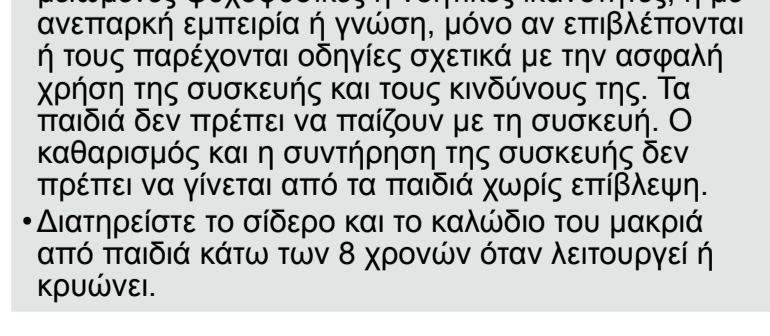 ανεπαρκή εμπειρία ή γνώση, μόνο αν επιβλέπονται
ή τους παρέχονται οδηγίες σχετικά με την ασφαλή
χρήση της συσκευής και τους κινδύνους της. Τα
παιδιά δεν πρέπει να παίζουν με τη συσκευή. Ο
καθαρισμός και η συντήρηση της συσκευής δεν
πρέπει να γίνεται από τα παιδιά χωρίς επίβλεψη.
•Διατηρείστε το σίδερο και το καλώδιο του μακριά
από παιδιά κάτω των 8 χρονών όταν λειτουργεί ή
κρυώνει.